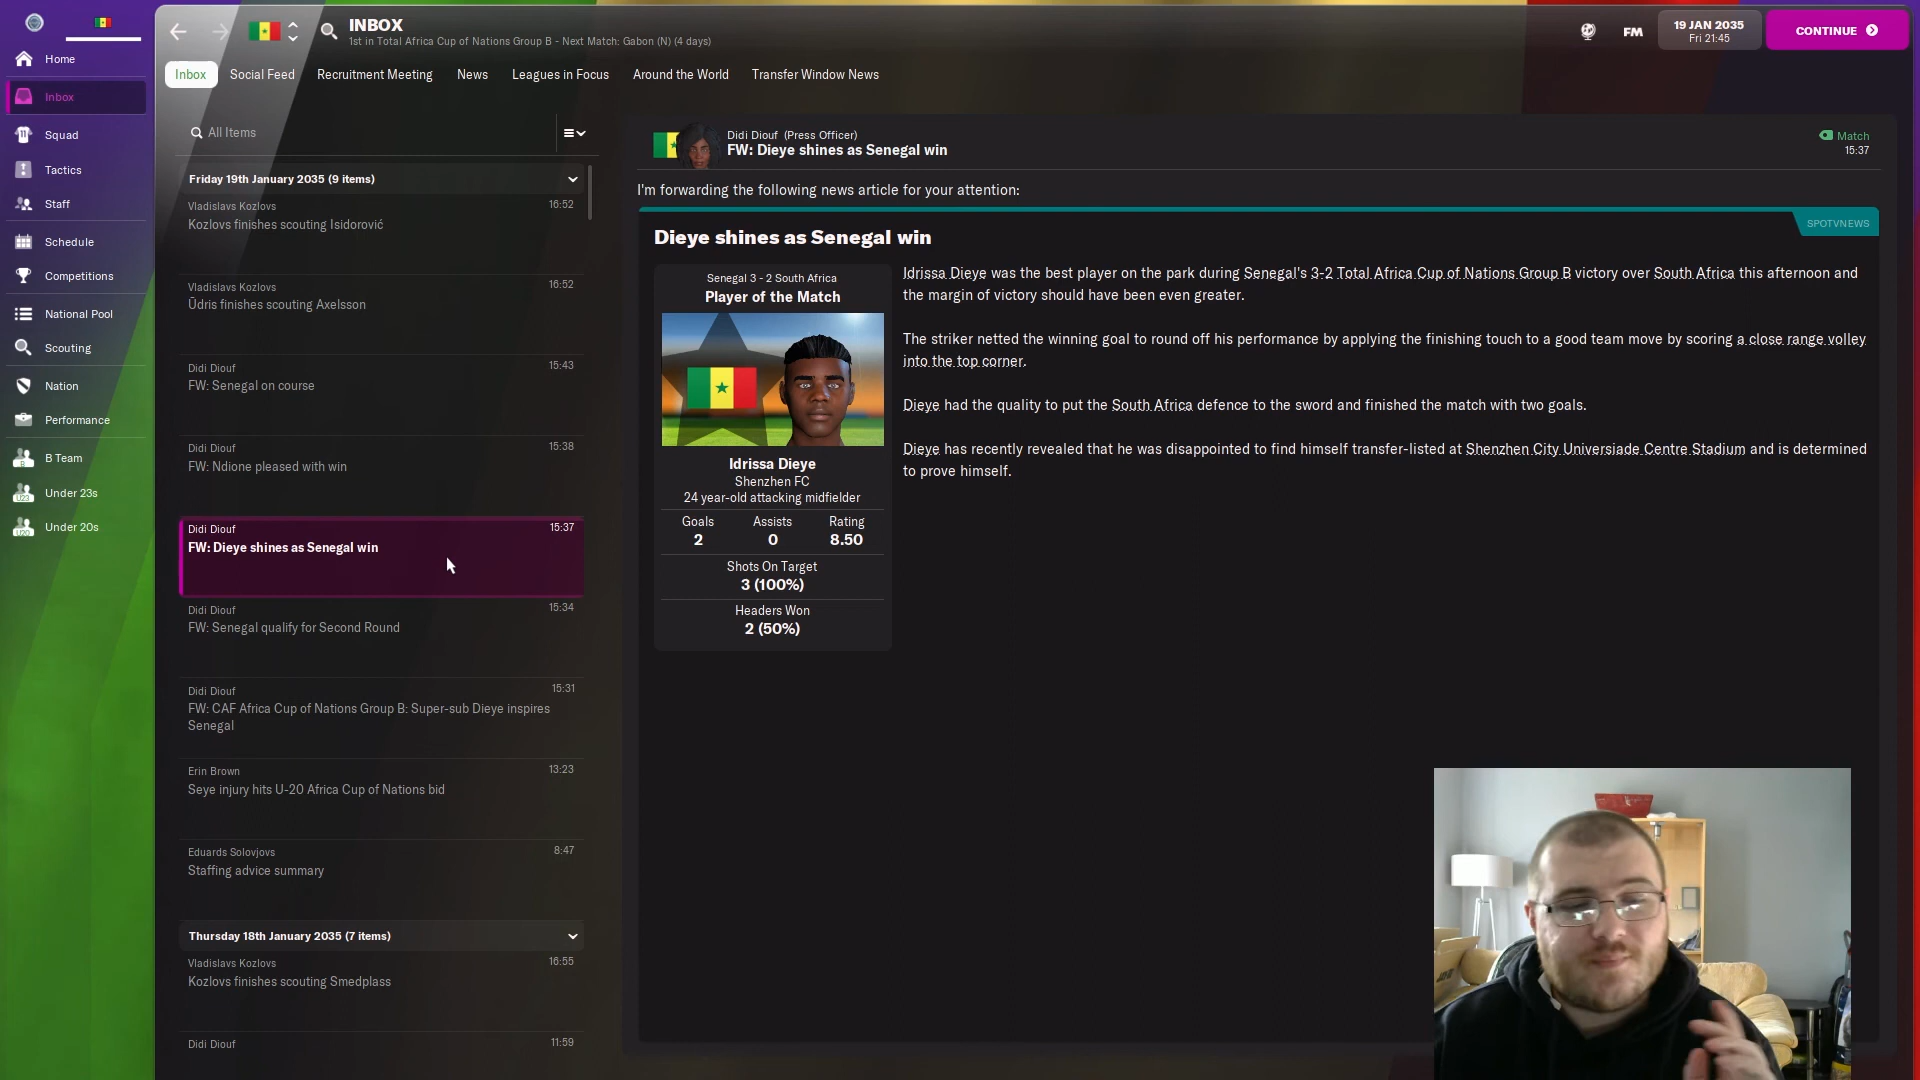 INBOX
1st in Total Africa Cup of Nations Group B - Next Match: Gabon (N) (4 days)
FM
19 JAN 2035
Fri 21:45
CONTINUE
Home
Inbox
Squad
Tactics
Staff
Schedule
Competitions
National Pool
Scouting
Nation
Performance
B Team
Under 23s
Under 20s
Inbox
Social Feed
Recruitment Meeting
News
Leagues in Focus
Around the World
Transfer Window News
All Items
Friday 19th January 2035 (9 items)
Vladislavs Kozlovs 16:52
Kozlovs finishes scouting Isidorović
Vladislavs Kozlovs 16:52
Ūdris finishes scouting Axelsson
Didi Diouf 15:43
FW: Senegal on course
Didi Diouf 15:38
FW: Ndione pleased with win
Didi Diouf 15:37
FW: Dieye shines as Senegal win
Didi Diouf 15:34
FW: Senegal qualify for Second Round
Didi Diouf 15:31
FW: CAF Africa Cup of Nations Group B: Super-sub Dieye inspires
Senegal
Erin Brown 13:23
Seye injury hits U-20 Africa Cup of Nations bid
Eduards Solovjovs 8:47
Staffing advice summary
Thursday 18th January 2035 (7 items)
Vladislavs Kozlovs 16:55
Kozlovs finishes scouting Smedplass
Didi Diouf 11:59
Didi Diouf (Press Officer)
FW: Dieye shines as Senegal win
Match
15:37
I'm forwarding the following news article for your attention:
SPOTVNEWS
Dieye shines as Senegal win
Senegal 3 - 2 South Africa
Player of the Match
Idrissa Dieye
Shenzhen FC
24 year-old attacking midfielder
Goals Assists Rating
2 0 8.50
Shots On Target
3 (100%)
Headers Won
2 (50%)
Idrissa Dieye was the best player on the park during Senegal's 3-2 Total Africa Cup of Nations Group B victory over South Africa this afternoon and
the margin of victory should have been even greater.
The striker netted the winning goal to round off his performance by applying the finishing touch to a good team move by scoring a close range volley
into the top corner.
Dieye had the quality to put the South Africa defence to the sword and finished the match with two goals.
Dieye has recently revealed that he was disappointed to find himself transfer-listed at Shenzhen City Universiade Centre Stadium and is determined
to prove himself.